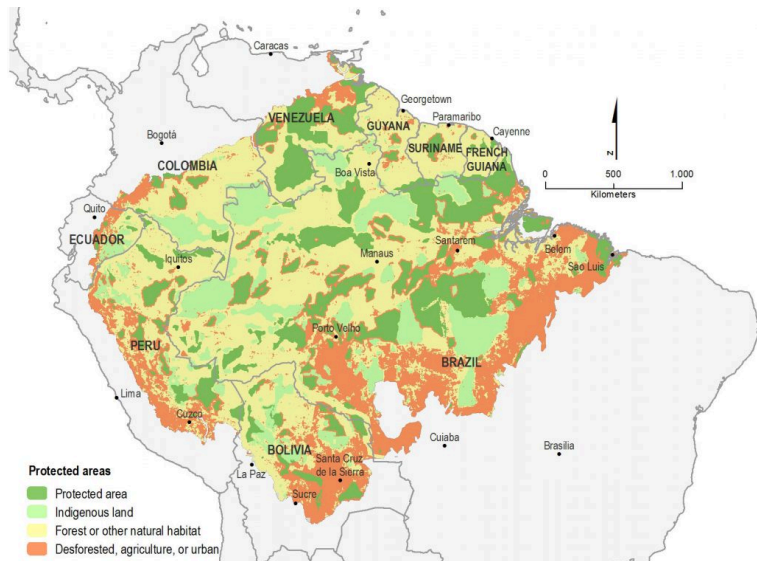 Caracas
Georgetown
VENEZUELA
Paramaribo
GUYANA
Cayenne
Bogotá
SURINAME
FRENCH
GUIANA
COLOMBIA
Boa Vista
N
0 500 1.000
Kilometers
Quito
ECUADOR
Santarem
Belem
Iquitos
Manaus
São Luis
Porto Velho
PERU
BRAZIL
Lima
Cuzco
Cuiaba
Brasilia
BOLIVIA
Santa Cruz
de la Sierra
La Paz
Sucre
Protected areas
Protected area
Indigenous land
Forest or other natural habitat
Desforested, agriculture, or urban